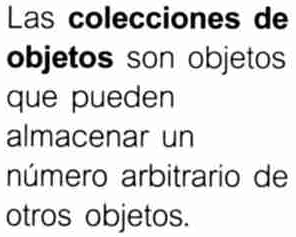 Las colecciones de
objetos son objetos
que pueden
almacenar un
número arbitrario de
otros objetos.